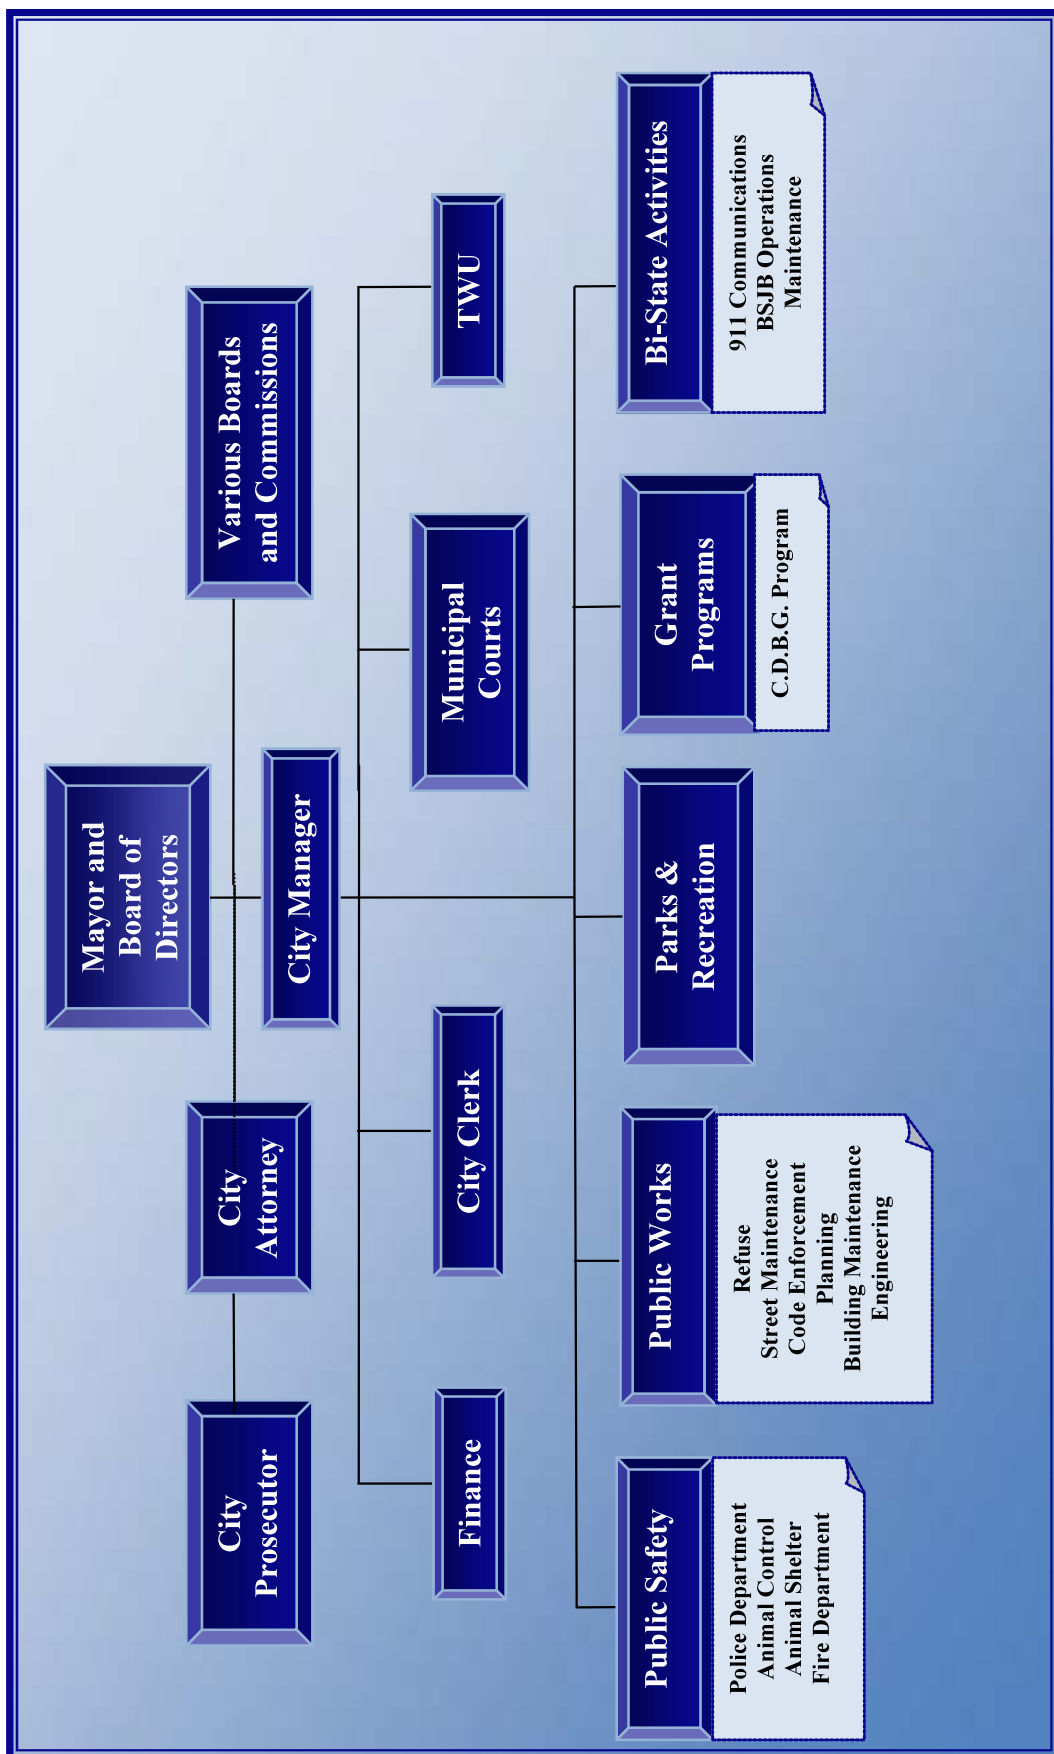 Mayor and
Board of
Directors
City
Prosecutor
City
Attorney
Various Boards
and Commissions
City Manager
Finance
City Clerk
Municipal
Courts
TWU
Public Safety
Police Department
Animal Control
Animal Shelter
Fire Department
Public Works
Refuse
Street Maintenance
Code Enforcement
Planning
Building Maintenance
Engineering
Parks &
Recreation
Grant
Programs
C.D.B.G. Program
Bi-State Activities
911 Communications
BSJB Operations
Maintenance